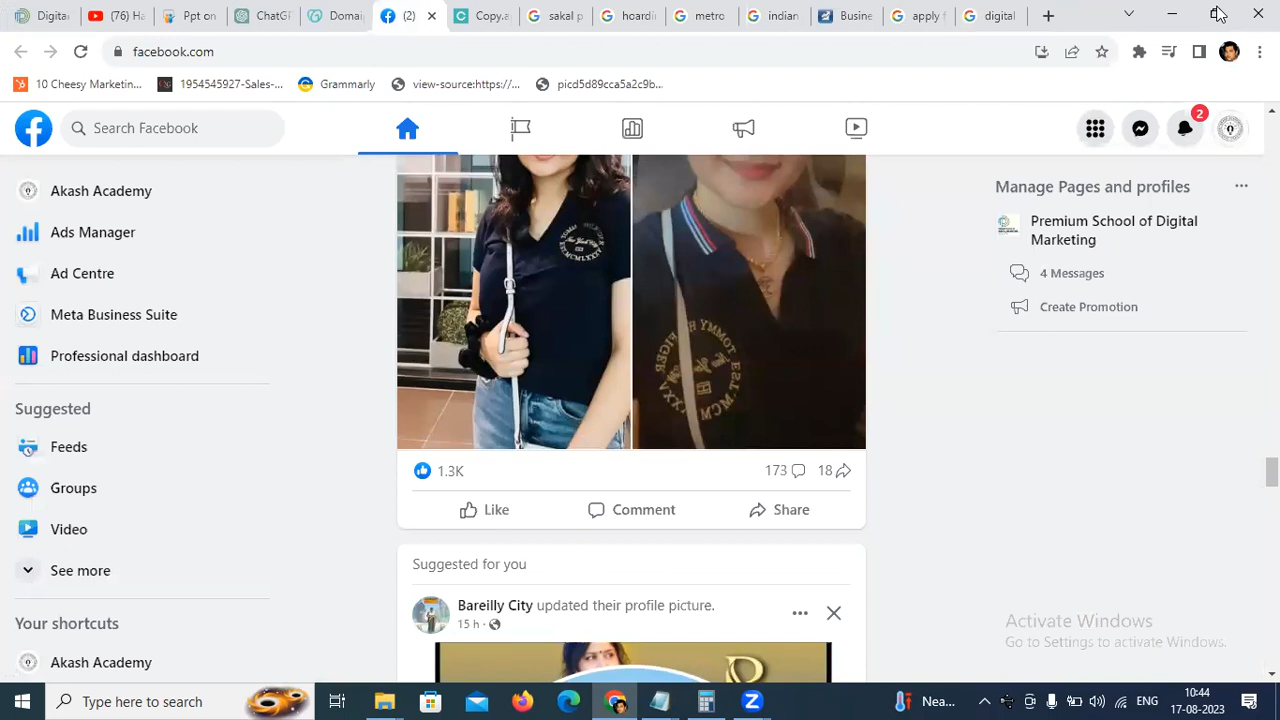 Digita
(76) Ha
Ppt on
ChatGF
Domai
(2)
Copy.a
sakal p
hoardi
metro
indian
Busine
apply f
digital
facebook.com
10 Cheesy Marketin...
1954545927-Sales-...
Grammarly
view-source:https://...
picd5d89cca5a2c9b...
Search Facebook
2
Akash Academy
Ads Manager
Ad Centre
Meta Business Suite
Professional dashboard
Suggested
Feeds
Groups
Video
See more
Your shortcuts
Akash Academy
1.3K
173
18
Like
Comment
Share
Suggested for you
Bareilly City updated their profile picture.
15 h
Manage Pages and profiles
Premium School of Digital
Marketing
4 Messages
Create Promotion
Activate Windows
Go to Settings to activate Windows.
Type here to search
Nea...
ENG
10:44
17-08-2023